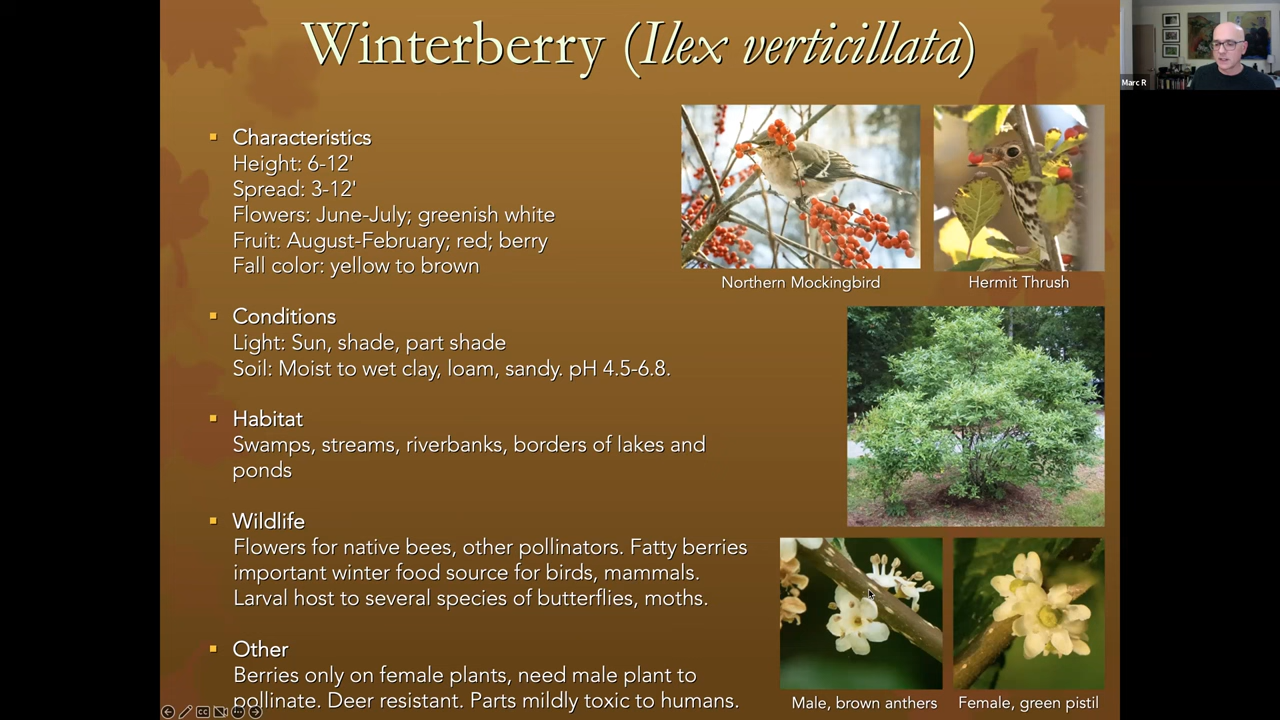 Winterberry (Ilex verticillata)
Marc R
Characteristics
Height: 6-12'
Spread: 3-12'
Flowers: June-July; greenish white
Fruit: August-February; red; berry
Fall color: yellow to brown
Northern Mockingbird
Hermit Thrush
Conditions
Light: Sun, shade, part shade
Soil: Moist to wet clay, loam, sandy. pH 4.5-6.8.
Habitat
Swamps, streams, riverbanks, borders of lakes and
ponds
Wildlife
Flowers for native bees, other pollinators. Fatty berries
important winter food source for birds, mammals.
Larval host to several species of butterflies, moths.
Other
Berries only on female plants, need male plant to
pollinate. Deer resistant. Parts mildly toxic to humans.
Male, brown anthers
Female, green pistil
CC